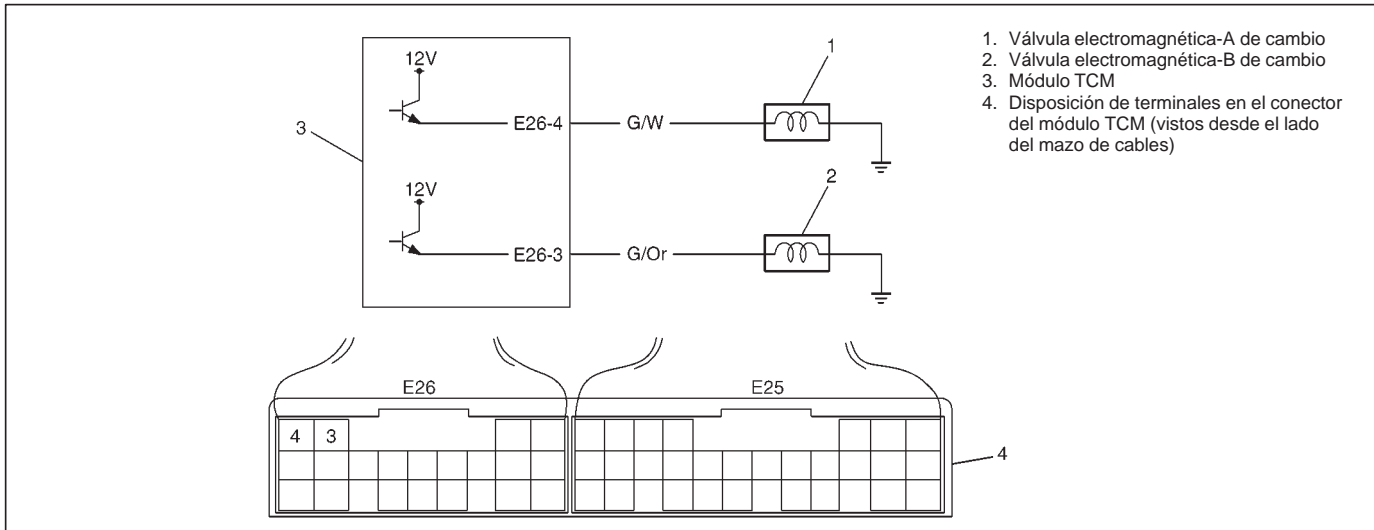 12V
E26-4
G/W
1
3
12V
E26-3
G/Or
2
1. Válvula electromagnética-A de cambio
2. Válvula electromagnética-B de cambio
3. Módulo TCM
4. Disposición de terminales en el conector
del módulo TCM (vistos desde el lado
del mazo de cables)
E26
E25
4 3
4